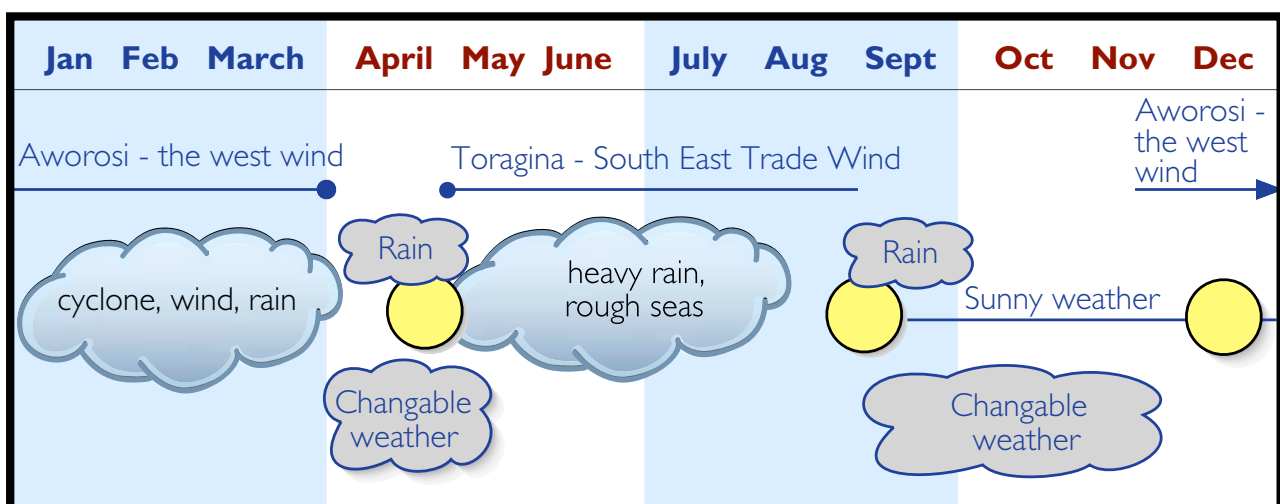 Jan Feb March April May June July Aug Sept Oct Nov Dec
Aworosi - the west wind
Toragina - South East Trade Wind
Aworosi -
the west
wind
cyclone, wind, rain
Rain
heavy rain,
rough seas
Rain
Sunny weather
Changable
weather
Changable
weather